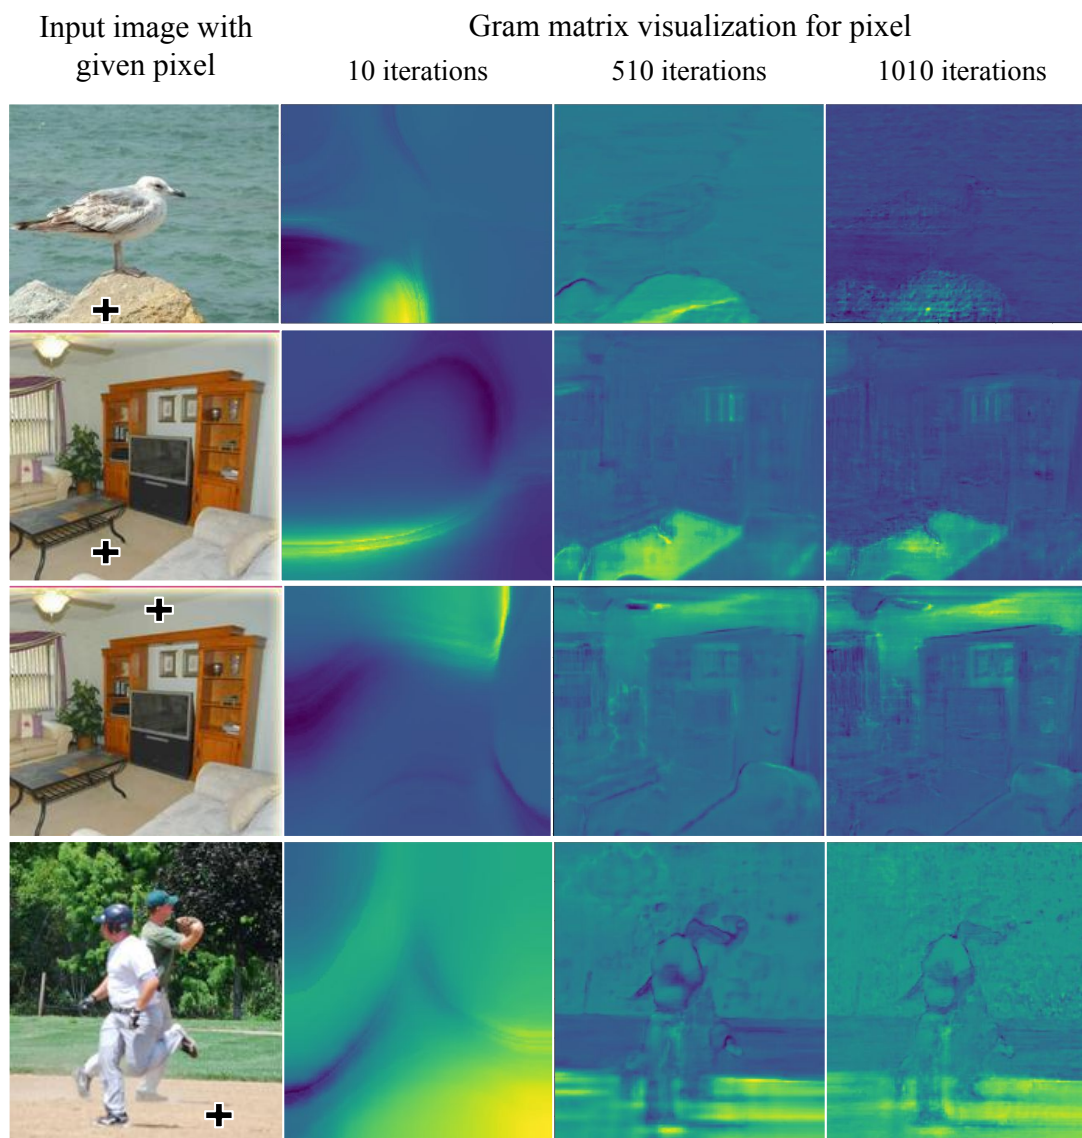 Input image with
given pixel
Gram matrix visualization for pixel
10 iterations
510 iterations
1010 iterations